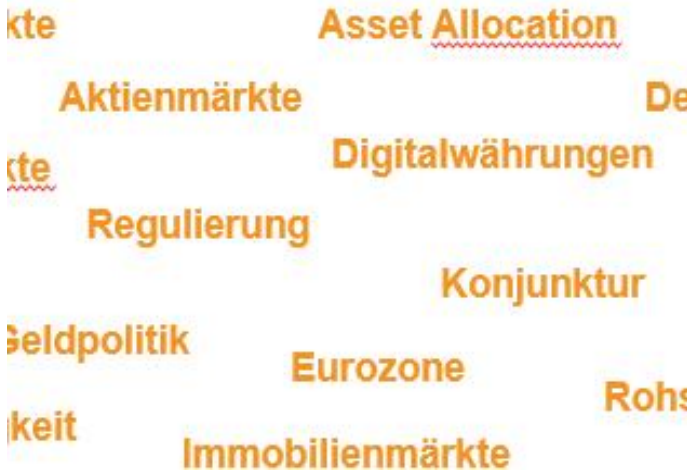 kte
Asset Allocation
Aktienmärkte
De
kte
Digitalwährungen
Regulierung
Konjunktur
Geldpolitik
Eurozone
Rohs
keit
Immobilienmärkte